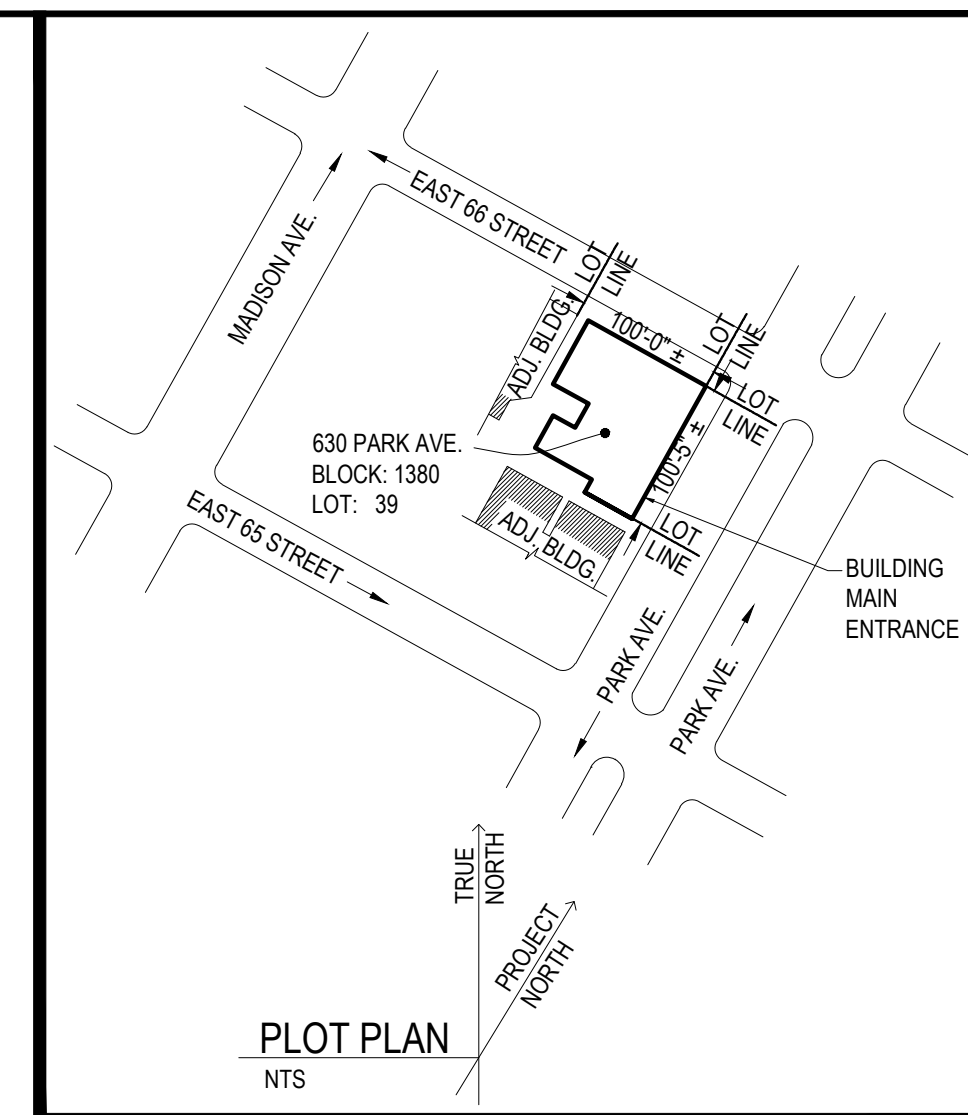 EAST 66 STREET
MADISON AVE.
LOT
LINE
LOT
LINE
ADJ. BLDG.
100'-0" ±
LOT
LINE
100'-5" ±
630 PARK AVE.
BLOCK: 1380
LOT: 39
EAST 65 STREET
ADJ. BLDG.
LOT
LINE
BUILDING
MAIN
ENTRANCE
PARK AVE.
PARK AVE.
TRUE
NORTH
PROJECT
NORTH
PLOT PLAN
NTS